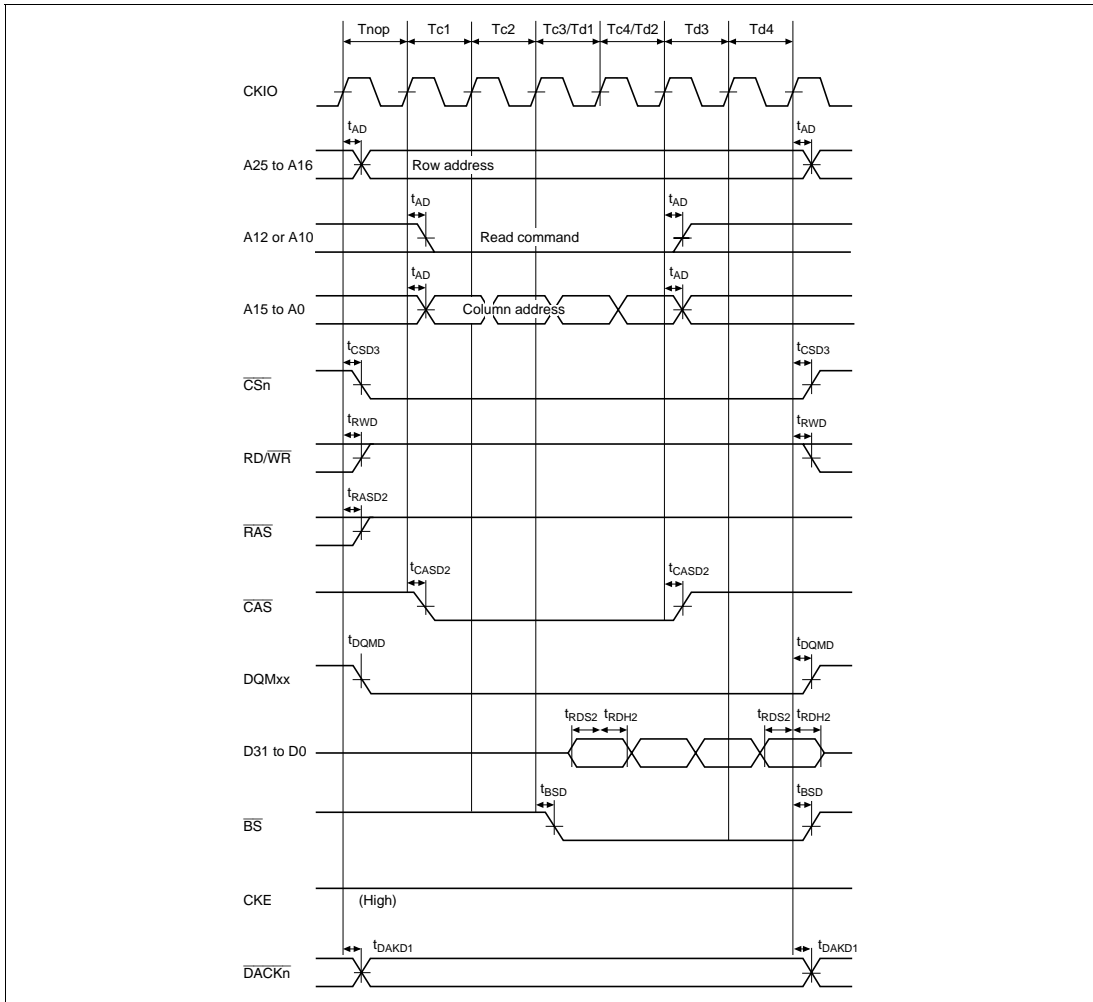 Tnop Tc1 Tc2 Tc3/Td1 Tc4/Td2 Td3 Td4
CKIO
tAD tAD
A25 to A16 Row address
tAD tAD
A12 or A10 Read command
tAD tAD
A15 to A0 Column address
tCSD3 tCSD3
CSn
tRWD tRWD
RD/WR
tRASD2
RAS
tCASD2 tCASD2
CAS
tDQMD tDQMD
DQMxx
tRDS2 tRDH2 tRDS2 tRDH2
D31 to D0
tBSD tBSD
BS
CKE (High)
tDAKD1 tDAKD1
DACKn